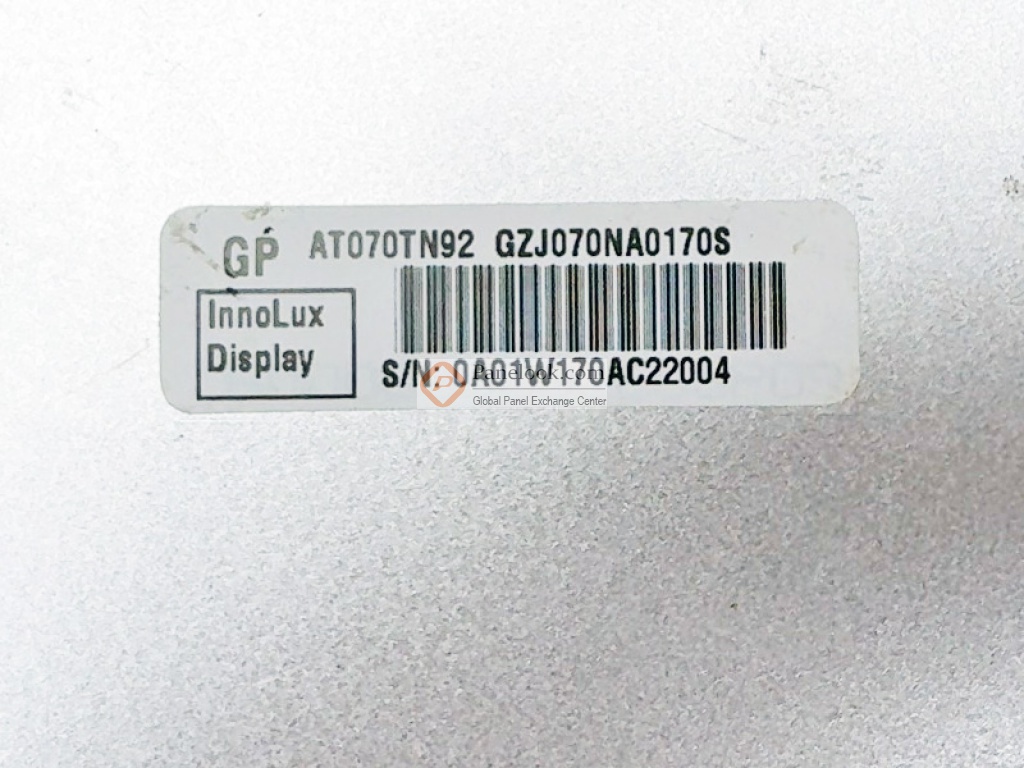 GP AT070TN92 GZJ070NA0170S
InnoLux
Display
S/N: 0A01W170AC22004
Panelook.com
Global Panel Exchange Center